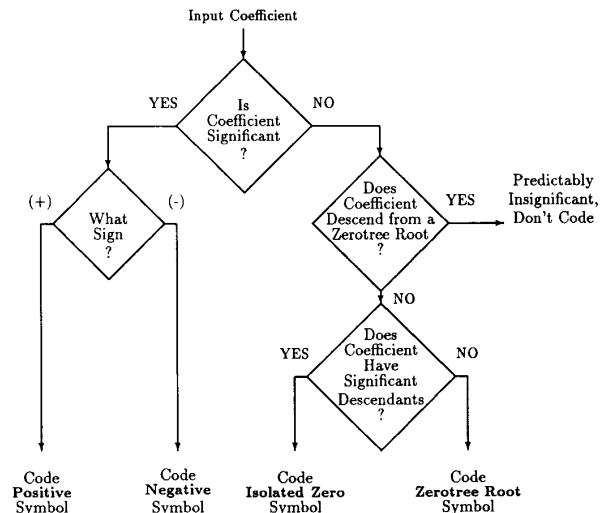 Input Coefficient
YES
NO
Is
Coefficient
Significant
?
(+)
(-)
What
Sign
?
Does
Coefficient
Descend from a
Zerotree Root
?
YES
Predictably
Insignificant,
Don't Code
NO
Does
Coefficient
Have
Significant
Descendants
?
YES
NO
Code
Positive
Symbol
Code
Negative
Symbol
Code
Isolated Zero
Symbol
Code
Zerotree Root
Symbol